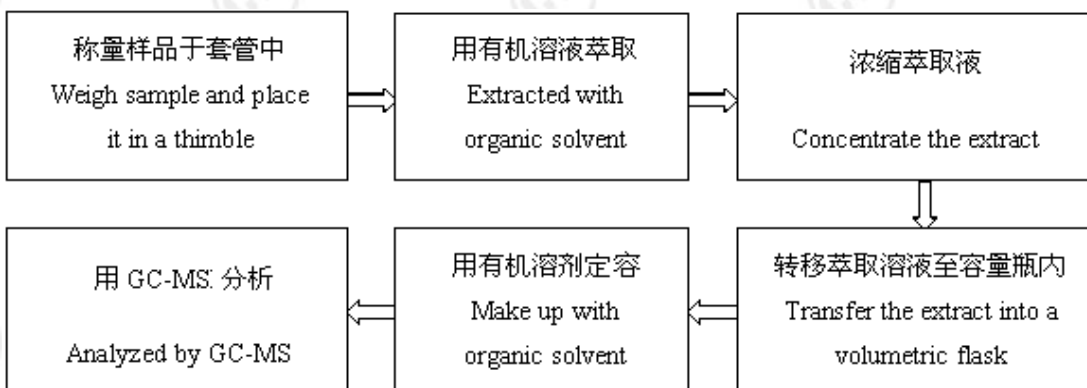 称量样品于套管中
Weigh sample and place
it in a thimble
用有机溶液萃取
Extracted with
organic solvent
浓缩萃取液
Concentrate the extract
转移萃取溶液至容量瓶内
Transfer the extract into a
volumetric flask
用有机溶剂定容
Make up with
organic solvent
用 GC-MS 分析
Analyzed by GC-MS